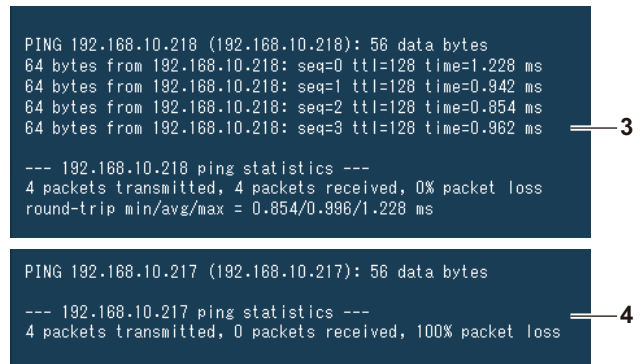 PING 192.168.10.218 (192.168.10.218): 56 data bytes
64 bytes from 192.168.10.218: seq=0 ttl=128 time=1.228 ms
64 bytes from 192.168.10.218: seq=1 ttl=128 time=0.942 ms
64 bytes from 192.168.10.218: seq=2 ttl=128 time=0.854 ms
64 bytes from 192.168.10.218: seq=3 ttl=128 time=0.962 ms
3
--- 192.168.10.218 ping statistics ---
4 packets transmitted, 4 packets received, 0% packet loss
round-trip min/avg/max = 0.854/0.996/1.228 ms
PING 192.168.10.217 (192.168.10.217): 56 data bytes
--- 192.168.10.217 ping statistics ---
4
4 packets transmitted, 0 packets received, 100% packet loss